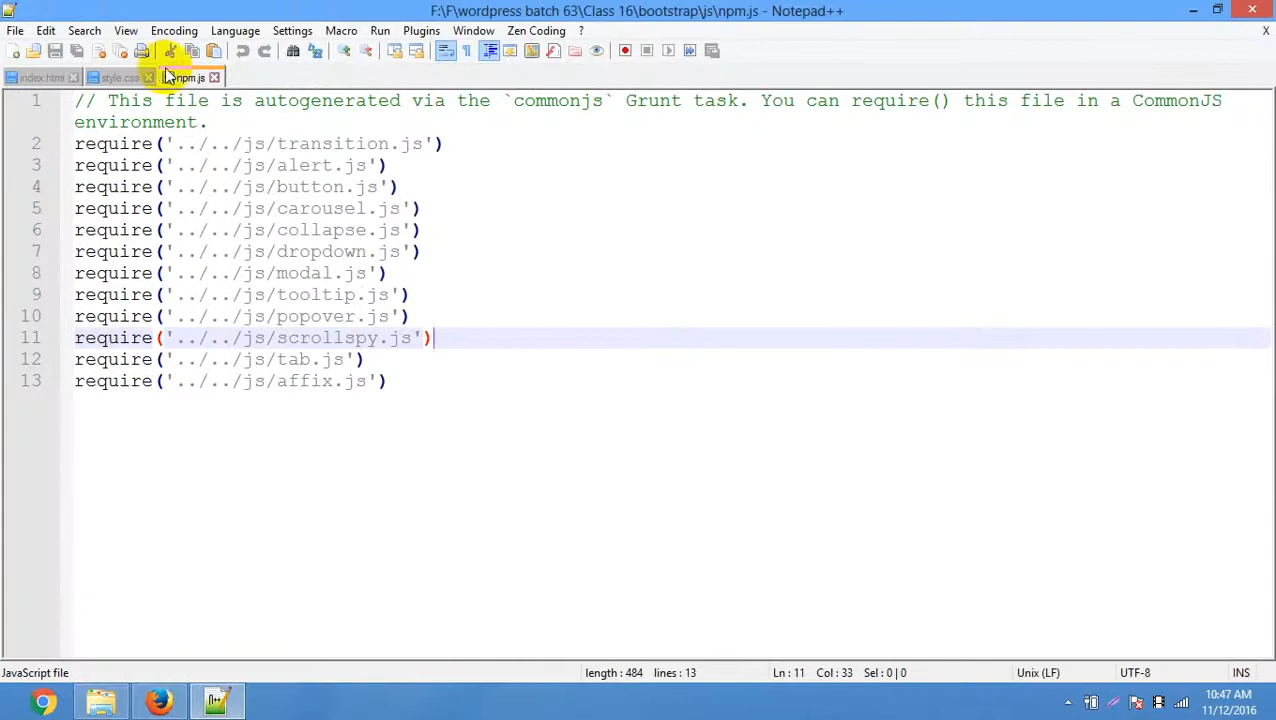 F:\F\wordpress batch 63\Class 16\bootstrap\js\npm.js - Notepad++
File Edit Search View Encoding Language Settings Macro Run Plugins Window Zen Coding ? X
index.html style.css npm.js
1 // This file is autogenerated via the `commonjs` Grunt task. You can require() this file in a CommonJS
environment.
2 require('../../js/transition.js')
3 require('../../js/alert.js')
4 require('../../js/button.js')
5 require('../../js/carousel.js')
6 require('../../js/collapse.js')
7 require('../../js/dropdown.js')
8 require('../../js/modal.js')
9 require('../../js/tooltip.js')
10 require('../../js/popover.js')
11 require('../../js/scrollspy.js')
12 require('../../js/tab.js')
13 require('../../js/affix.js')
JavaScript file length : 484 lines : 13 Ln : 11 Col : 33 Sel : 0 | 0 Unix (LF) UTF-8 INS
10:47 AM
11/12/2016